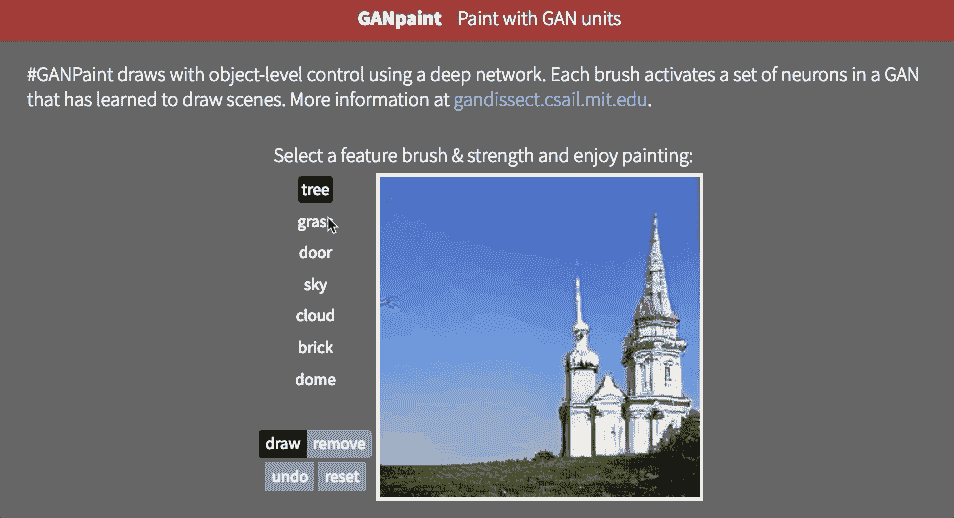 GANpaint Paint with GAN units
#GANPaint draws with object-level control using a deep network. Each brush activates a set of neurons in a GAN
that has learned to draw scenes. More information at gandissect.csail.mit.edu.
Select a feature brush & strength and enjoy painting:
tree
grass
door
sky
cloud
brick
dome
draw remove
undo reset